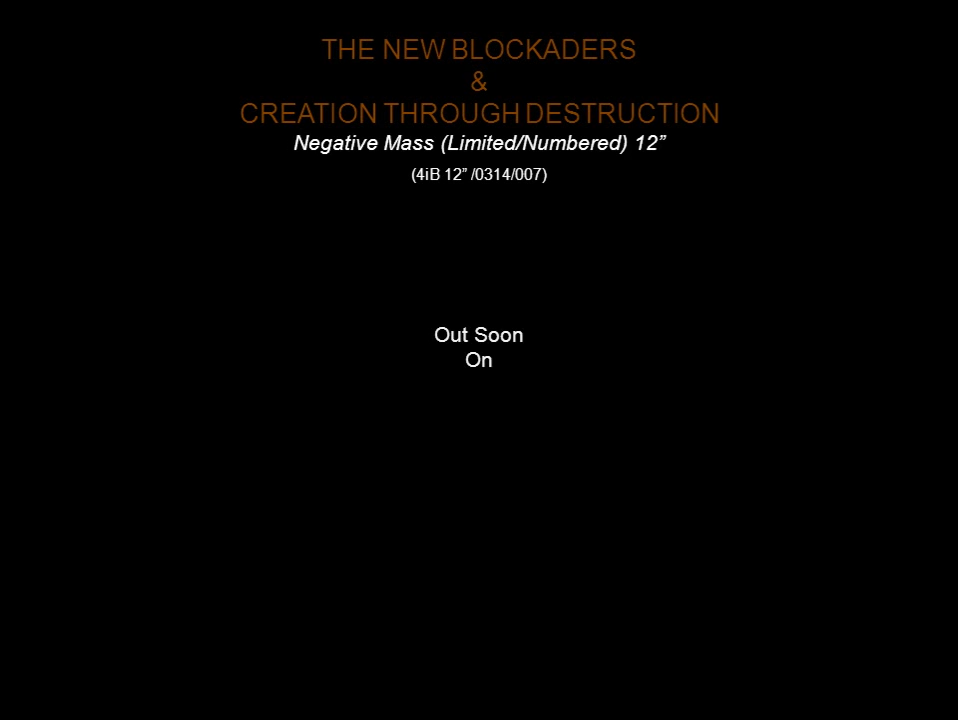 THE NEW BLOCKADERS
&
CREATION THROUGH DESTRUCTION
Negative Mass (Limited/Numbered) 12”
(4iB 12” /0314/007)
Out Soon
On